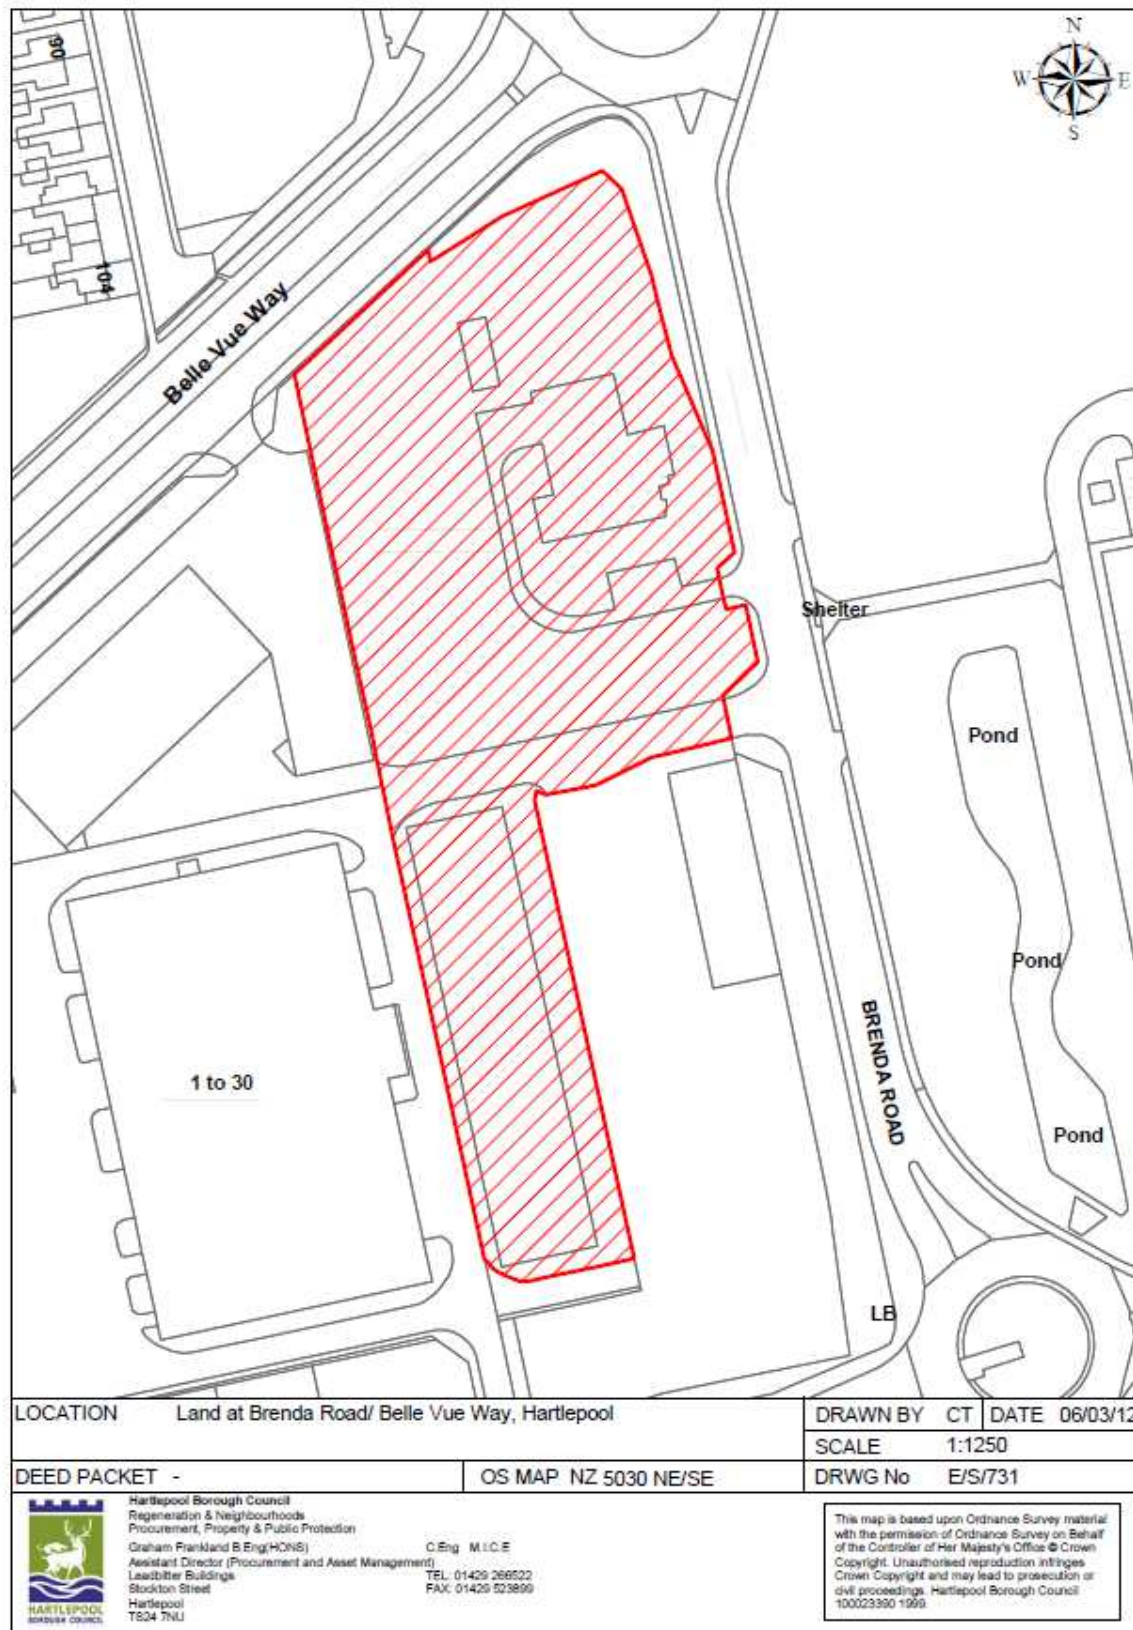 N
W E
S
90
104
Belle Vue Way
Shelter
Pond
Pond
BRENDA ROAD
1 to 30
Pond
LB
LOCATION Land at Brenda Road/ Belle Vue Way, Hartlepool
DRAWN BY CT DATE 06/03/12
SCALE 1:1250
DEED PACKET - OS MAP NZ 5030 NE/SE DRWG No E/S/731
Hartlepool Borough Council
Regeneration & Neighbourhoods
Procurement, Property & Public Protection
Graham Frankland B.Eng(HONS) C.Eng M.I.C.E
Assistant Director (Procurement and Asset Management)
Leadbitter Buildings TEL: 01429 266522
Stockton Street FAX: 01429 523899
Hartlepool
TS24 7NU
HARTLEPOOL
BOROUGH COUNCIL
This map is based upon Ordnance Survey material
with the permission of Ordnance Survey on Behalf
of the Controller of Her Majesty's Office © Crown
Copyright. Unauthorised reproduction infringes
Crown Copyright and may lead to prosecution or
civil proceedings. Hartlepool Borough Council
100023390 1999.